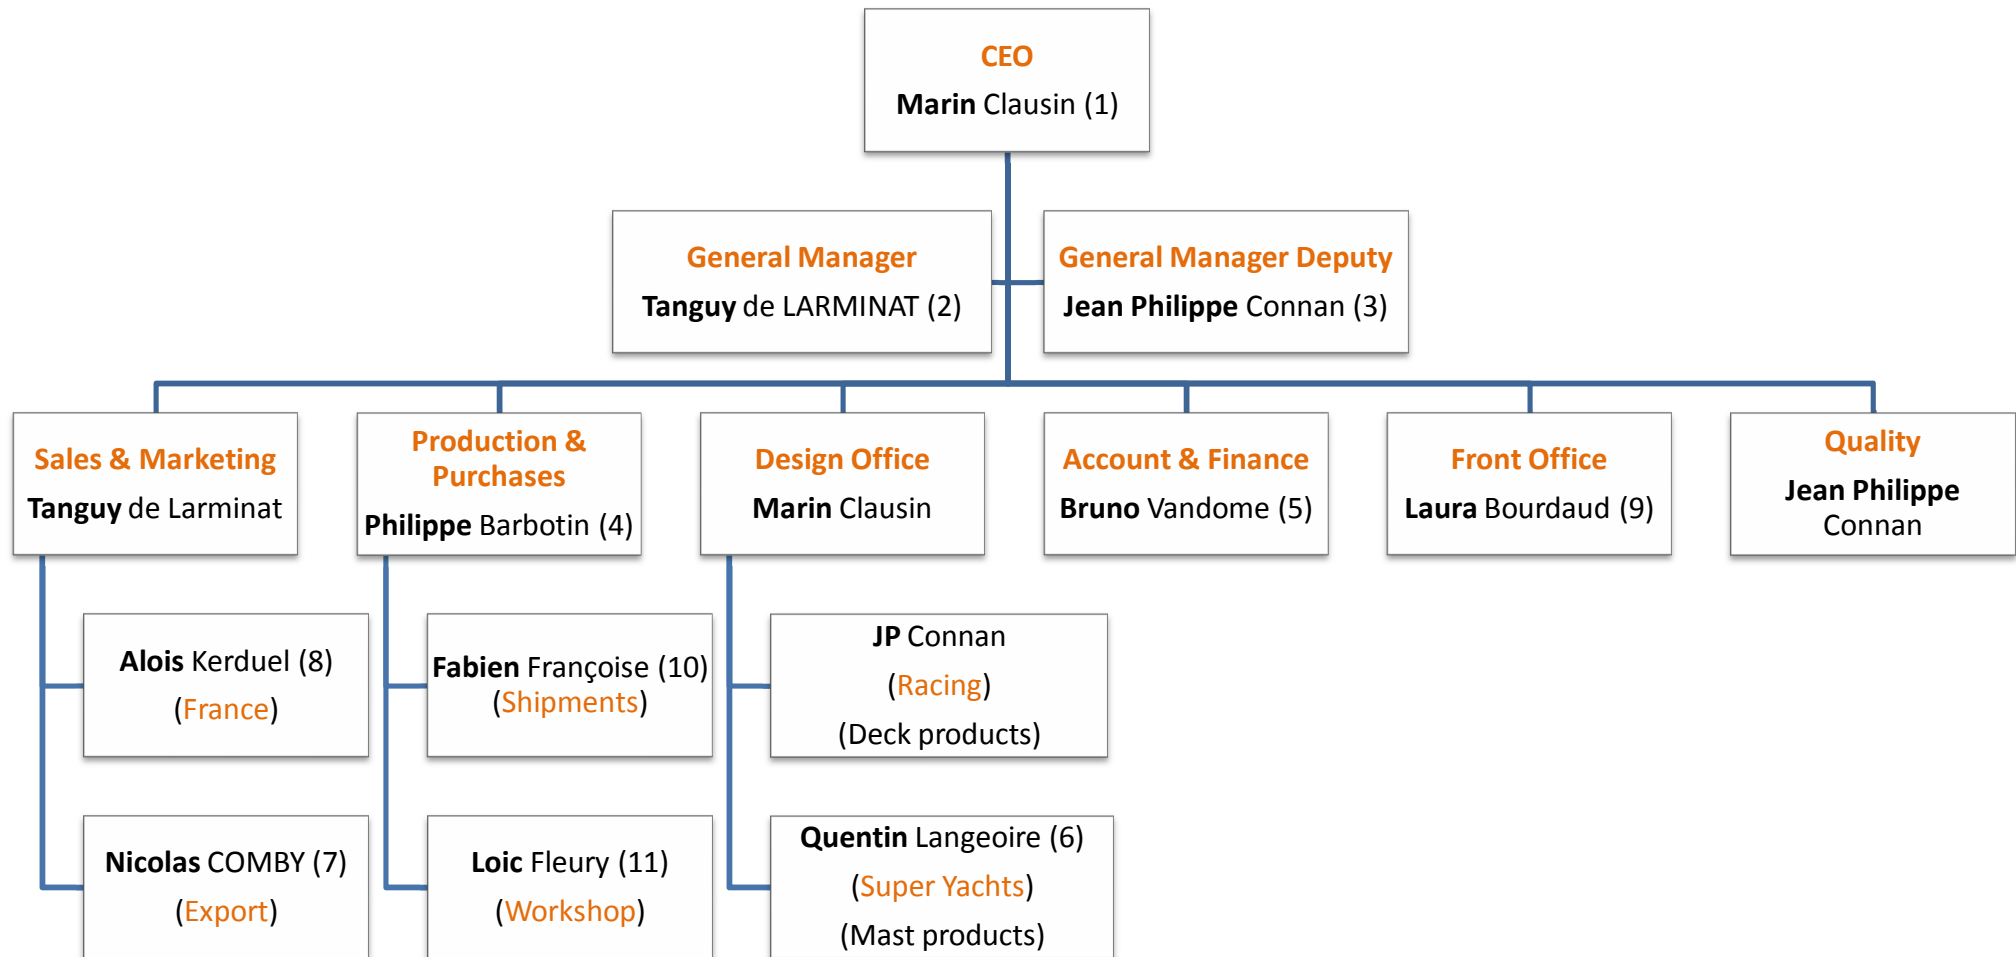 CEO
Marin Clausin (1)
General Manager
Tanguy de LARMINAT (2)
General Manager Deputy
Jean Philippe Connan (3)
Sales & Marketing
Tanguy de Larminat
Production &
Purchases
Philippe Barbotin (4)
Design Office
Marin Clausin
Account & Finance
Bruno Vandome (5)
Front Office
Laura Bourdaud (9)
Quality
Jean Philippe
Connan
Alois Kerduel (8)
(France)
Fabien Françoise (10)
(Shipments)
JP Connan
(Racing)
(Deck products)
Nicolas COMBY (7)
(Export)
Loic Fleury (11)
(Workshop)
Quentin Langeoire (6)
(Super Yachts)
(Mast products)